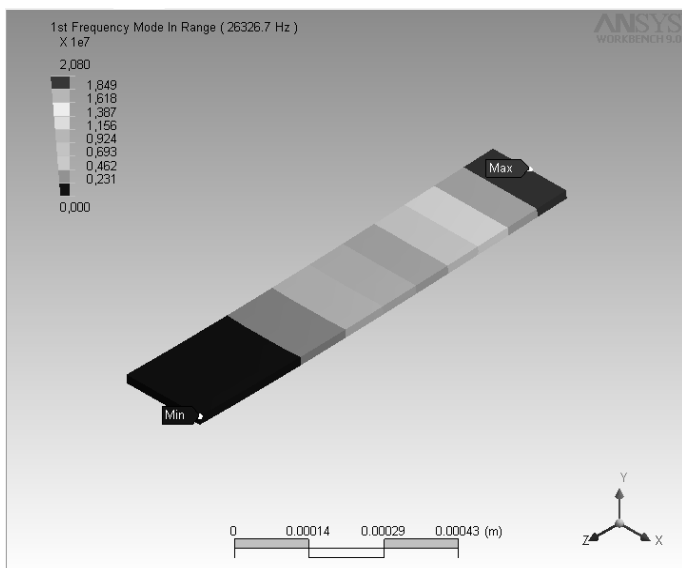 1st Frequency Mode In Range ( 26326.7 Hz )
X 1e7
2,080
1,849
1,618
1,387
1,156
0,924
0,693
0,462
0,231
0,000
ANSYS
WORKBENCH 9.0
Max
Min
0 0.00014 0.00029 0.00043 (m)
Y
Z X